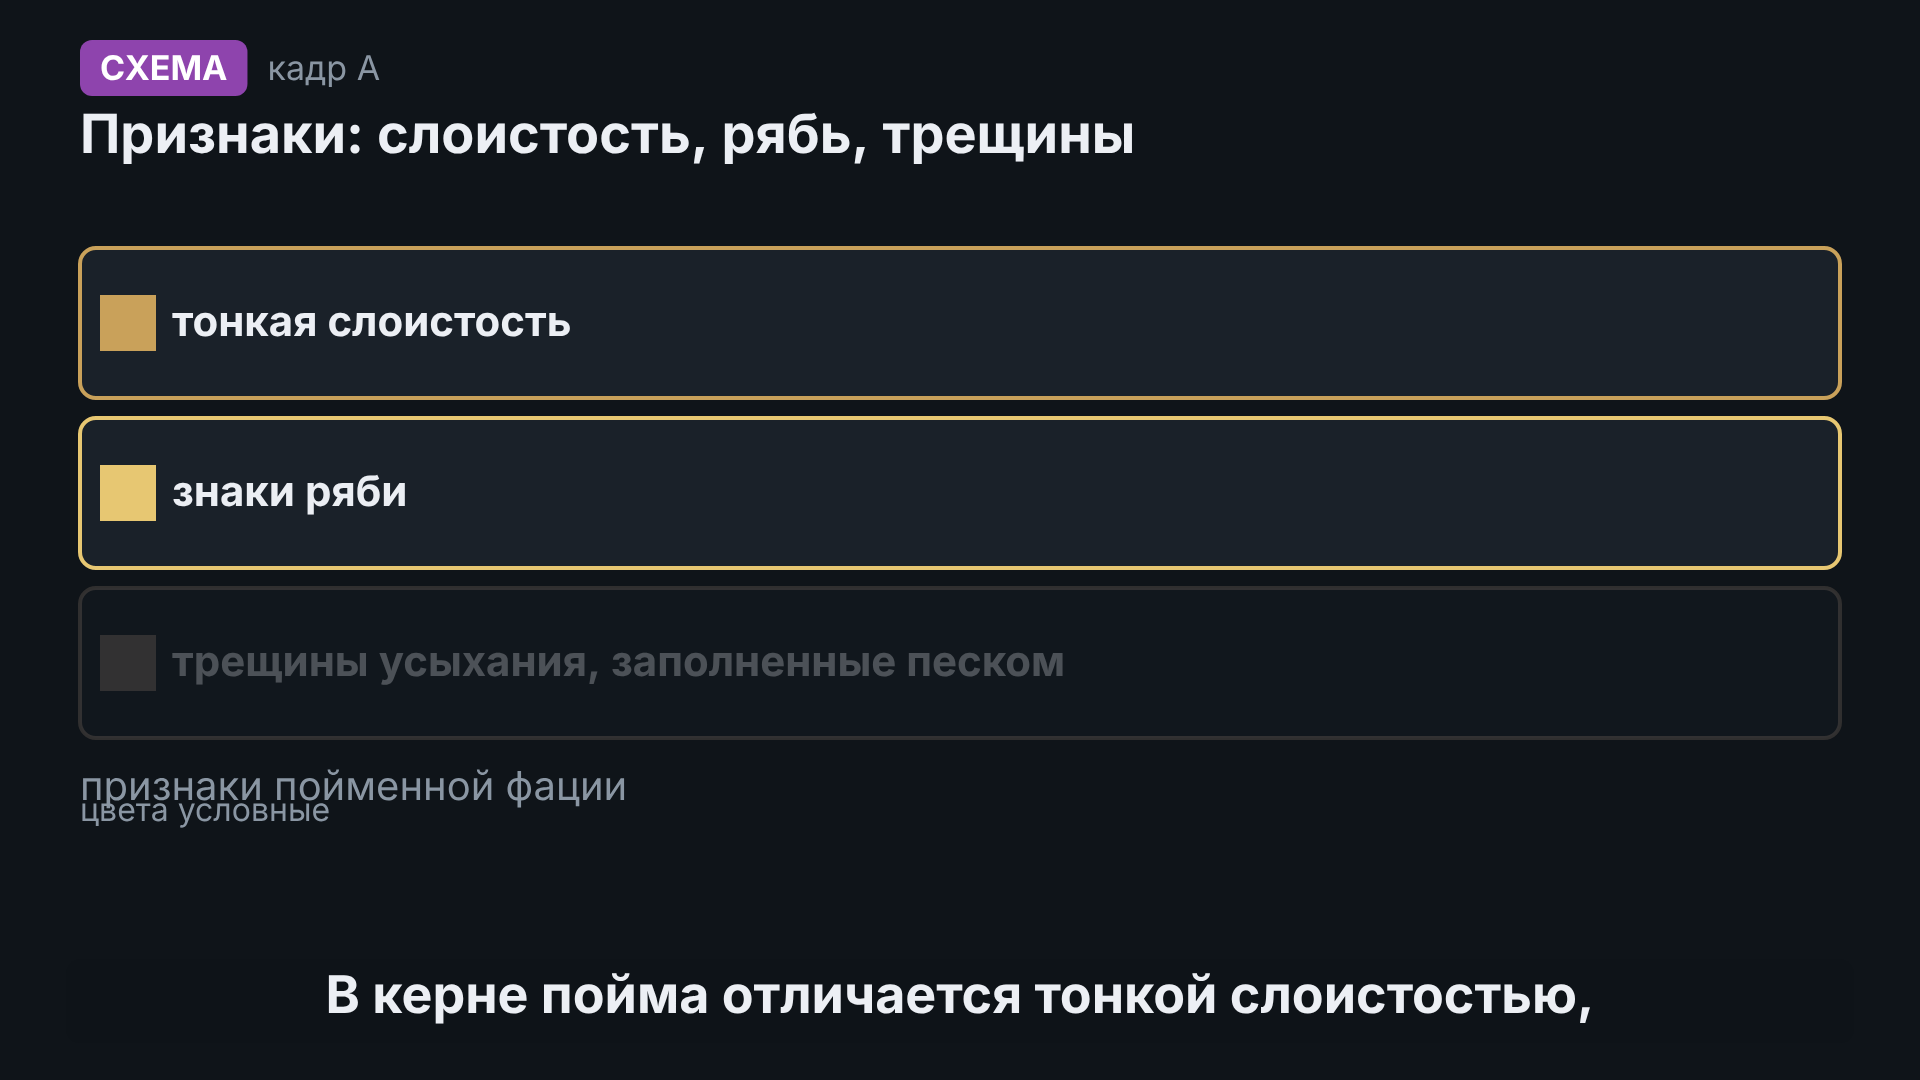 СХЕМА кадр А
Признаки: слоистость, рябь, трещины
тонкая слоистость
знаки ряби
трещины усыхания, заполненные песком
признаки пойменной фации
цвета условные
В керне пойма отличается тонкой слоистостью,